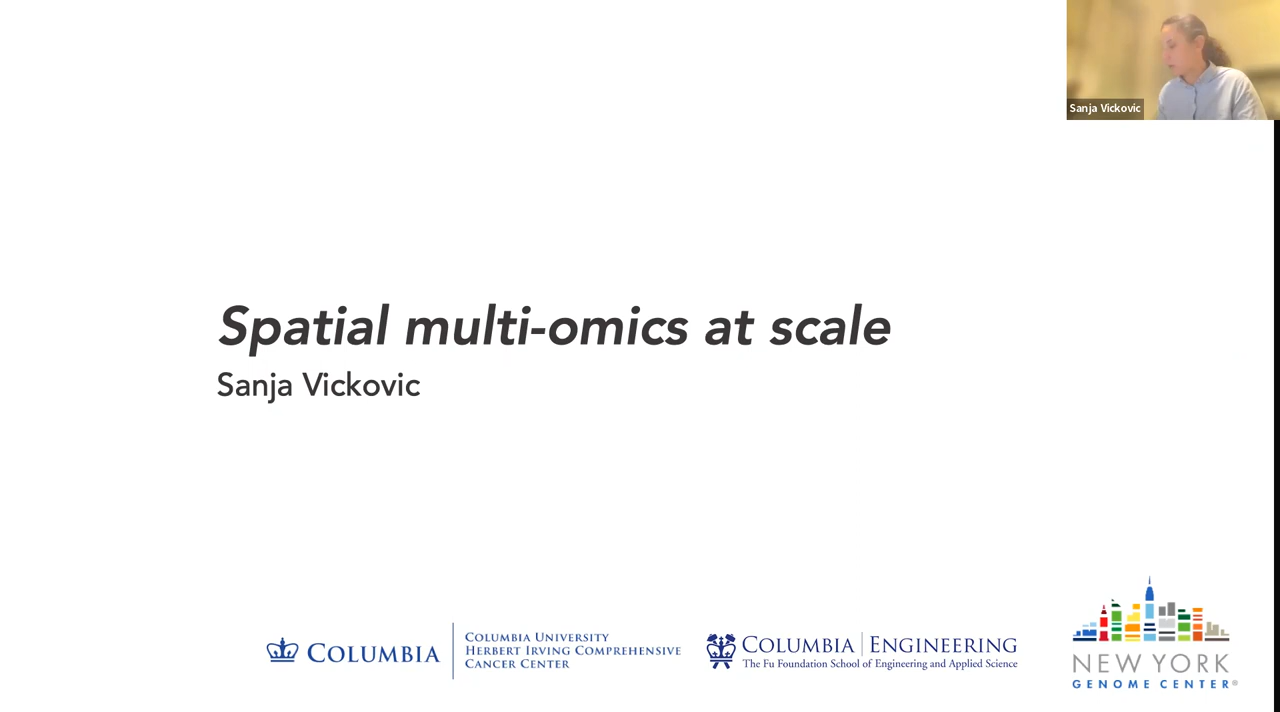 Sanja Vickovic
Spatial multi-omics at scale
Sanja Vickovic
COLUMBIA
COLUMBIA UNIVERSITY
HERBERT IRVING COMPREHENSIVE
CANCER CENTER
COLUMBIA | ENGINEERING
The Fu Foundation School of Engineering and Applied Science
NEW YORK
GENOME CENTER®